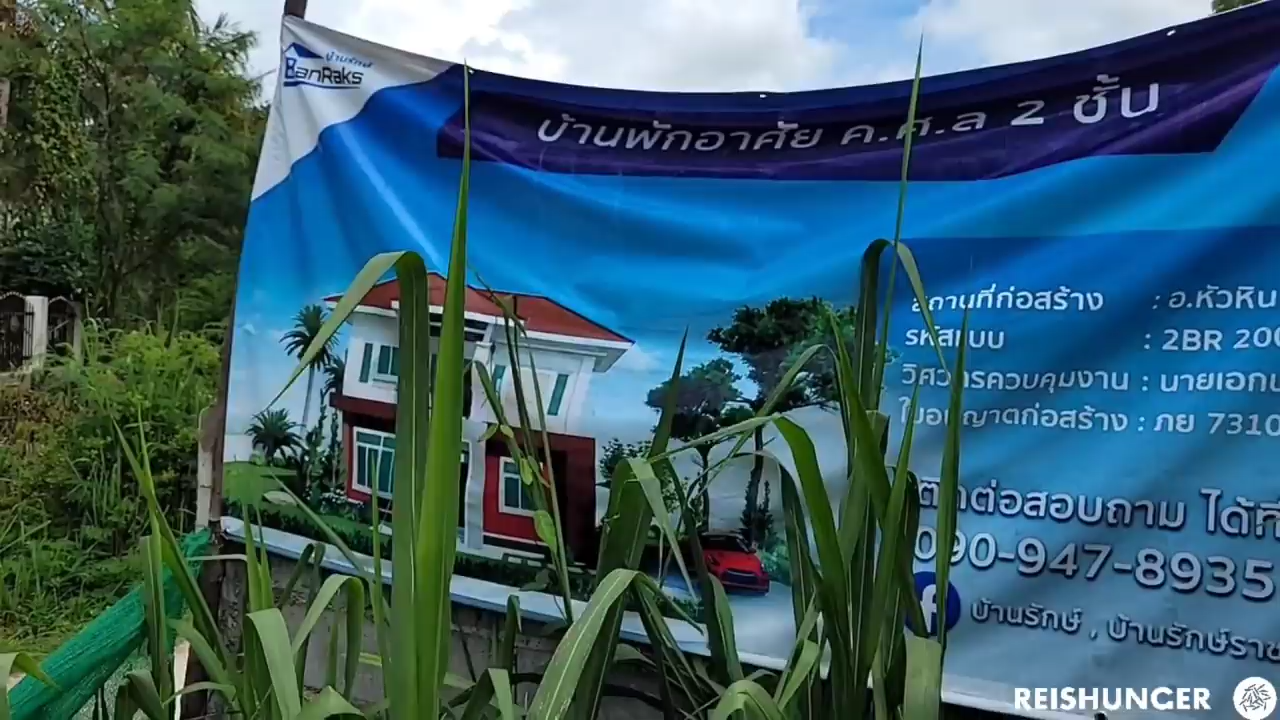 บ้านรักษ์
BanRaks
บ้านพักอาศัย ค.ศ.ล 2 ชั้น
สถานที่ก่อสร้าง : อ.หัวหิน
รหัสแบบ : 2BR 200
วิศวกรควบคุมงาน : นายเอกน
ใบอนุญาตก่อสร้าง : ภย 7310
ติดต่อสอบถาม ได้ที่
090-947-8935
f บ้านรักษ์ , บ้านรักษ์ราช
REISHUNGER